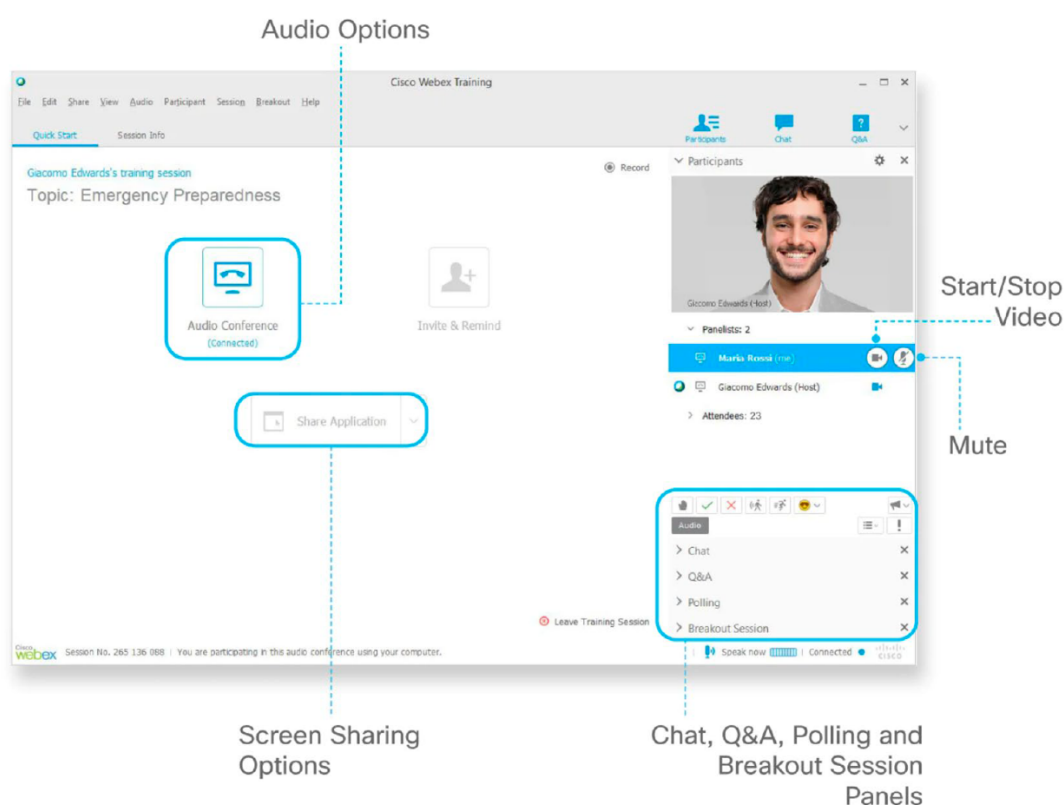 Audio Options
Cisco Webex Training
File Edit Share View Audio Participant Session Breakout Help
Quick Start Session Info
Participants Chat Q&A
Giacomo Edwards's training session
Record
Participants
Topic: Emergency Preparedness
Giacomo Edwards (Host)
Start/Stop
Video
Audio Conference
(Connected)
Invite & Remind
Panelists: 2
Maria Rossi (me)
Giacomo Edwards (Host)
Attendees: 23
Share Application
Mute
Audio
Chat
Q&A
Polling
Leave Training Session
Breakout Session
Cisco
webex Session No. 265 136 088 | You are participating in this audio conference using your computer.
Speak now | Connected
CISCO
Screen Sharing
Options
Chat, Q&A, Polling and
Breakout Session
Panels